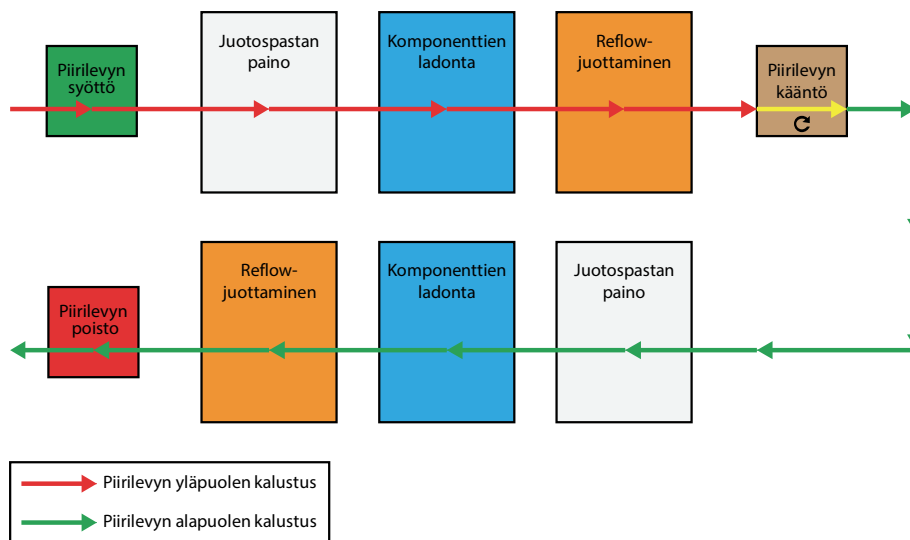 Piirilevyn
syöttö
Juotospastan
paino
Komponenttien
ladonta
Reflow-
juottaminen
Piirilevyn
kääntö
Piirilevyn
poisto
Reflow-
juottaminen
Komponenttien
ladonta
Juotospastan
paino
Piirilevyn yläpuolen kalustus
Piirilevyn alapuolen kalustus